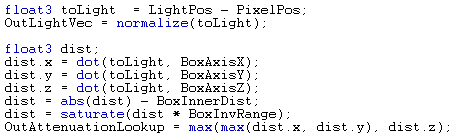 float3 toLight  = LightPos - PixelPos;
OutLightVec = normalize(toLight);

float3 dist;
dist.x = dot(toLight, BoxAxisX);
dist.y = dot(toLight, BoxAxisY);
dist.z = dot(toLight, BoxAxisZ);
dist = abs(dist) - BoxInnerDist;
dist = saturate(dist * BoxInvRange);
OutAttenuationLookup = max(max(dist.x, dist.y), dist.z);